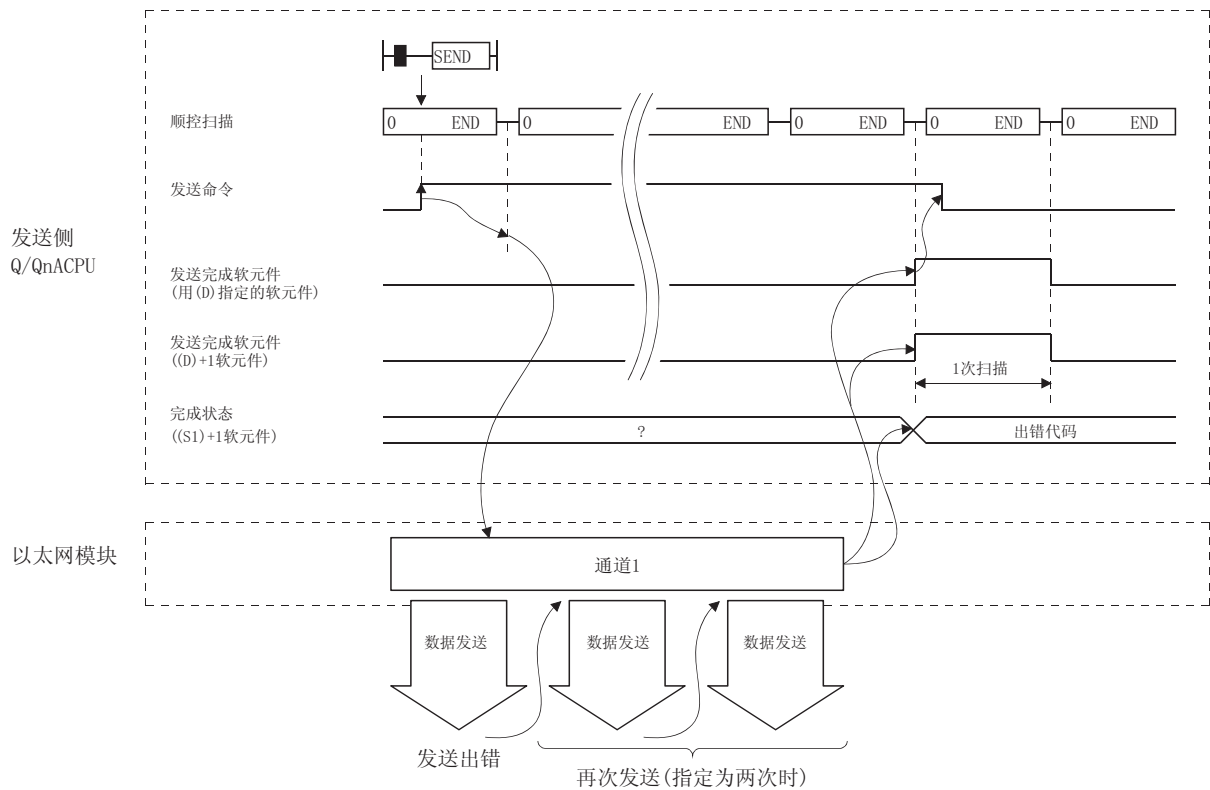 SEND
顺控扫描
0 END 0 END 0 END 0 END 0 END
发送命令
发送侧
Q/QnACPU
发送完成软元件
(用(D)指定的软元件)
发送完成软元件
((D)+1软元件)
1次扫描
完成状态
((S1)+1软元件)
?
出错代码
以太网模块
通道1
数据发送 数据发送 数据发送
发送出错
再次发送(指定为两次时)